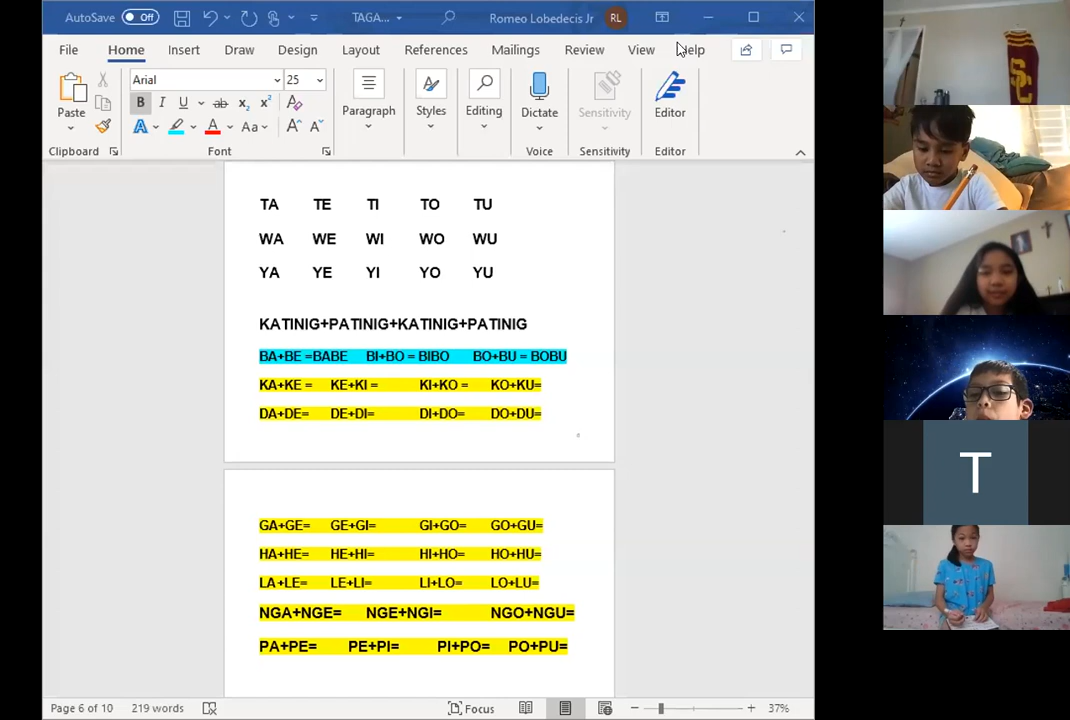 AutoSave Off TAGA... Romeo Lobedecis Jr RL
File Home Insert Draw Design Layout References Mailings Review View Help
Arial 25
Paste B I U ab x₂ x² A Paragraph Styles Editing Dictate Sensitivity Editor
A A Aa A A
Clipboard Font Voice Sensitivity Editor
TA TE TI TO TU
WA WE WI WO WU
YA YE YI YO YU
KATINIG+PATINIG+KATINIG+PATINIG
BA+BE =BABE BI+BO = BIBO BO+BU = BOBU
KA+KE = KE+KI = KI+KO = KO+KU=
DA+DE= DE+DI= DI+DO= DO+DU=
GA+GE= GE+GI= GI+GO= GO+GU=
HA+HE= HE+HI= HI+HO= HO+HU=
LA+LE= LE+LI= LI+LO= LO+LU=
NGA+NGE= NGE+NGI= NGO+NGU=
PA+PE= PE+PI= PI+PO= PO+PU=
Page 6 of 10 219 words Focus 37%
SC
T